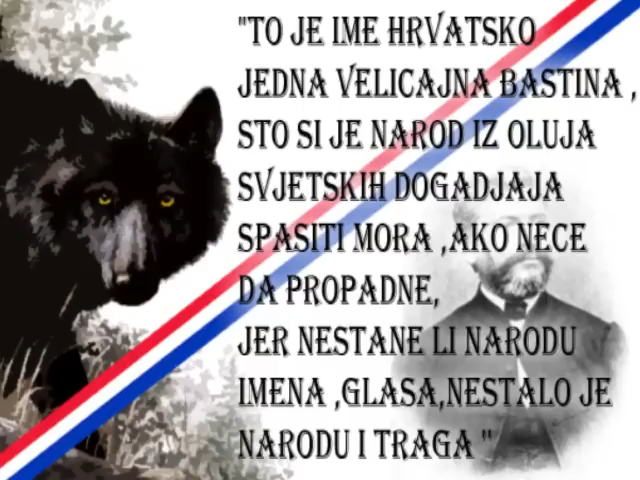 "TO JE IME HRVATSKO
JEDNA VELICAJNA BASTINA ,
STO SI JE NAROD IZ OLUJA
SVJETSKIH DOGADJAJA
SPASITI MORA ,AKO NECE
DA PROPADNE,
JER NESTANE LI NARODU
IMENA ,GLASA,NESTALO JE
NARODU I TRAGA "